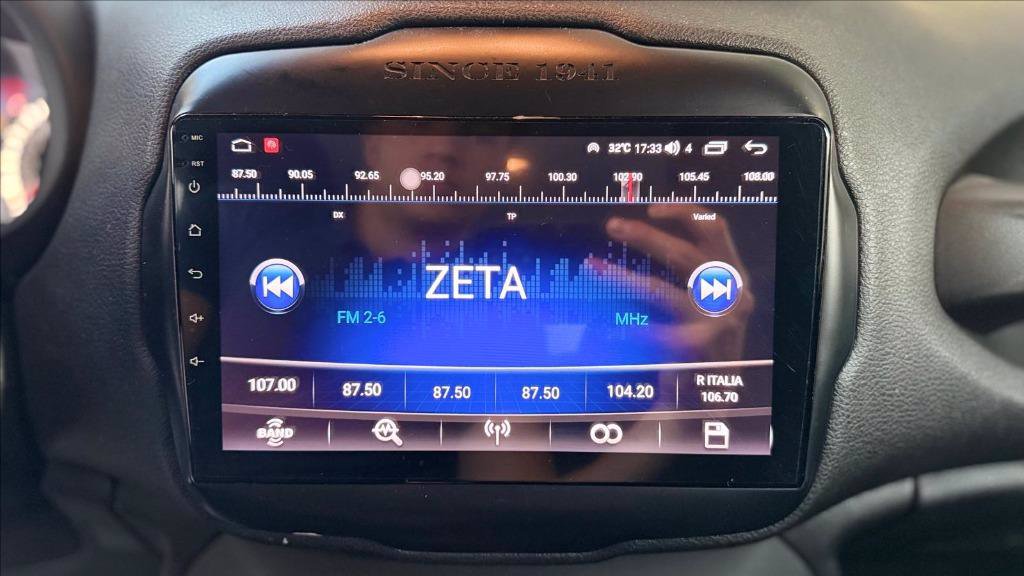 SINCE 1941
MIC
RST
32°C 17:33 4
87.50 90.05 92.65 95.20 97.75 100.30 102.90 105.45 108.00
DX TP Varied
ZETA
FM 2-6 MHz
107.00 87.50 87.50 87.50 104.20 R ITALIA
106.70
BAND